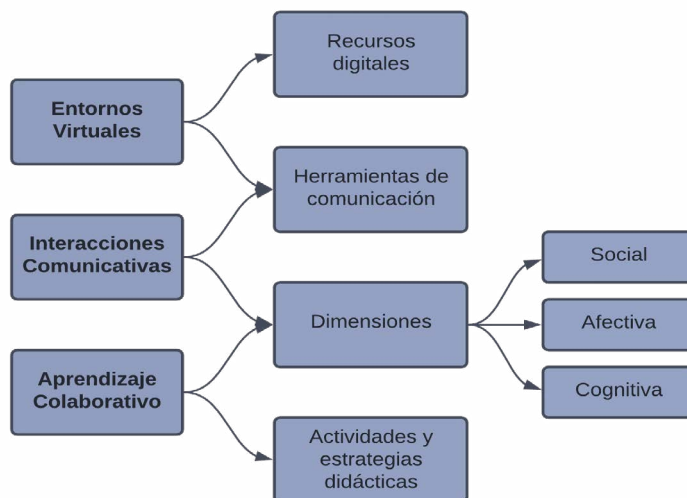 Recursos
digitales
Entornos
Virtuales
Herramientas de
comunicación
Interacciones
Comunicativas
Social
Dimensiones
Afectiva
Aprendizaje
Colaborativo
Cognitiva
Actividades y
estrategias
didácticas